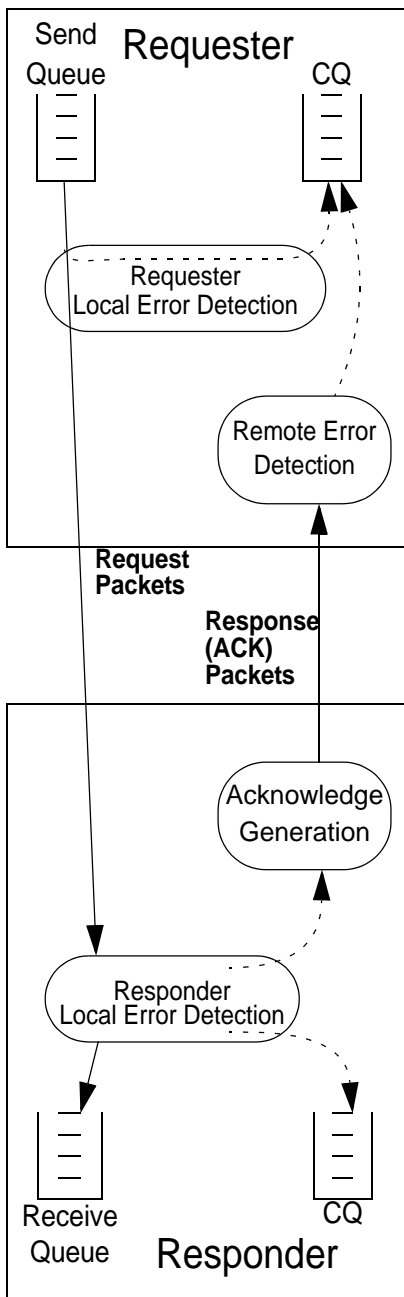 Send
Queue
Requester
CQ
Requester
Local Error Detection
Remote Error
Detection
Request
Packets
Response
(ACK)
Packets
Acknowledge
Generation
Responder
Local Error Detection
Receive
Queue
CQ
Responder